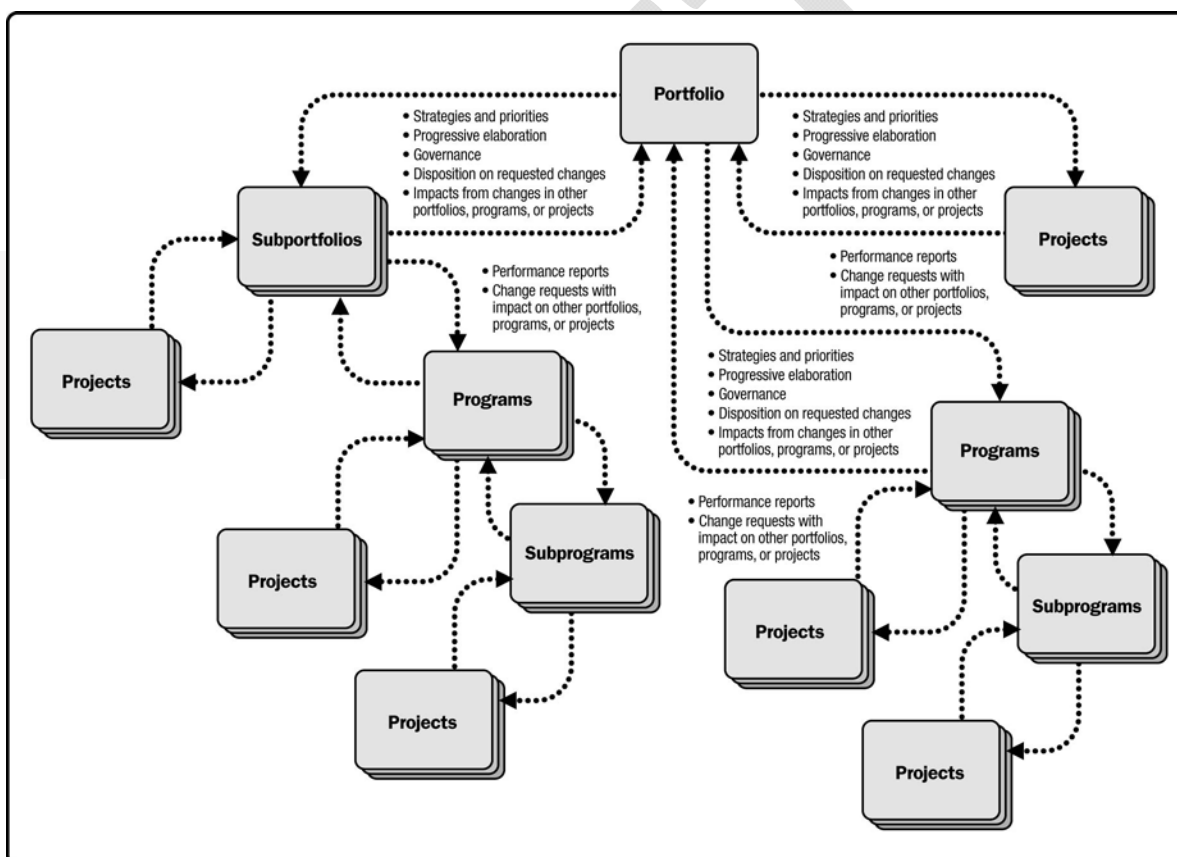 Portfolio
• Strategies and priorities
• Progressive elaboration
• Governance
• Disposition on requested changes
• Impacts from changes in other
portfolios, programs, or projects
• Strategies and priorities
• Progressive elaboration
• Governance
• Disposition on requested changes
• Impacts from changes in other
portfolios, programs, or projects
Subportfolios
Projects
• Performance reports
• Change requests with
impact on other portfolios,
programs, or projects
• Performance reports
• Change requests with
impact on other portfolios,
programs, or projects
Projects
Programs
• Strategies and priorities
• Progressive elaboration
• Governance
• Disposition on requested changes
• Impacts from changes in other
portfolios, programs, or projects
Programs
• Performance reports
• Change requests with
impact on other portfolios,
programs, or projects
Projects
Subprograms
Projects
Subprograms
Projects
Projects